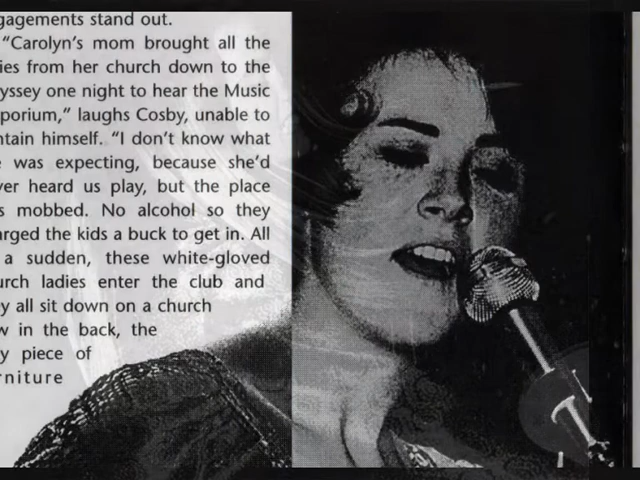 gagements stand out.
“Carolyn’s mom brought all the
ies from her church down to the
yssey one night to hear the Music
porium,” laughs Cosby, unable to
ntain himself. “I don’t know what
e was expecting, because she’d
ver heard us play, but the place
s mobbed. No alcohol so they
arged the kids a buck to get in. All
a sudden, these white-gloved
urch ladies enter the club and
ey all sit down on a church
w in the back, the
y piece of
rniture